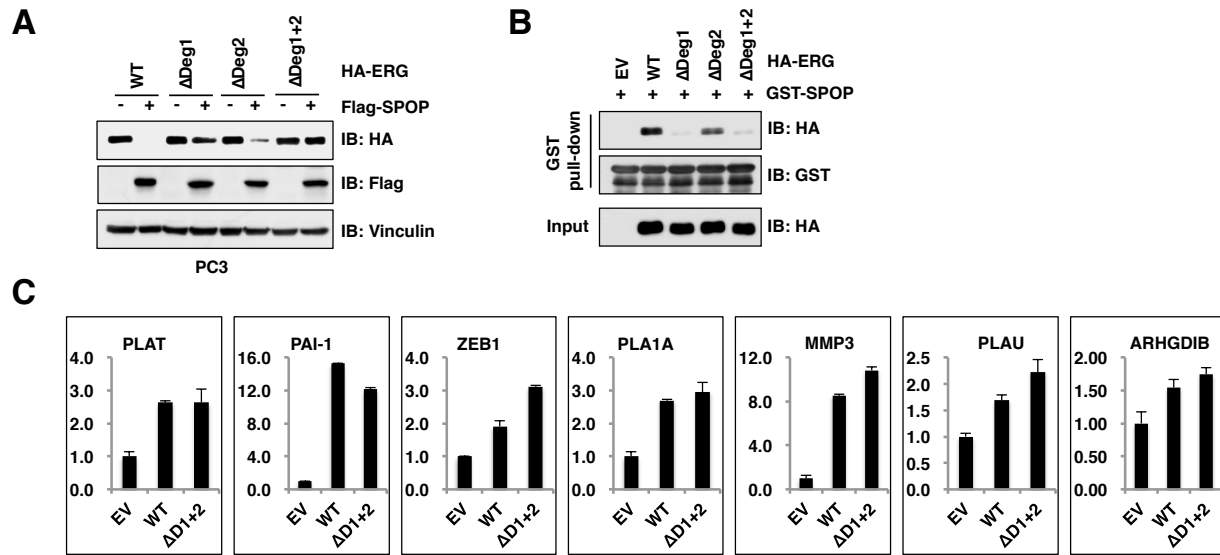 A
WT ΔDeg1 ΔDeg2 ΔDeg1+2 HA-ERG
- + - + - + - + Flag-SPOP
IB: HA
IB: Flag
IB: Vinculin
PC3
B
EV WT ΔDeg1 ΔDeg2 ΔDeg1+2 HA-ERG
+ + + + + GST-SPOP
GST
pull-down
IB: HA
IB: GST
Input
IB: HA
C
PLAT
4.0
3.0
2.0
1.0
0.0
EV WT ΔD1+2
PAI-1
16.0
12.0
8.0
4.0
0.0
EV WT ΔD1+2
ZEB1
4.0
3.0
2.0
1.0
0.0
EV WT ΔD1+2
PLA1A
4.0
3.0
2.0
1.0
0.0
EV WT ΔD1+2
MMP3
12.0
8.0
4.0
0.0
EV WT ΔD1+2
PLAU
2.5
2.0
1.5
1.0
0.5
0.0
EV WT ΔD1+2
ARHGDIB
2.00
1.50
1.00
0.50
0.00
EV WT ΔD1+2